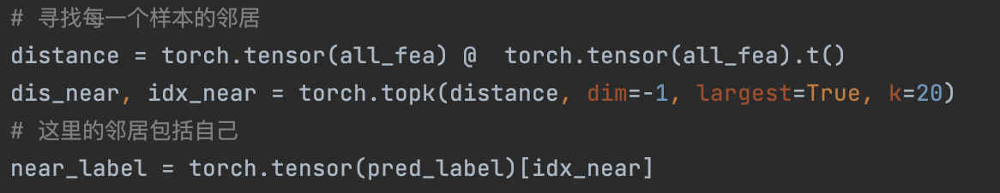 # 寻找每一个样本的邻居
distance = torch.tensor(all_fea) @  torch.tensor(all_fea).t()
dis_near, idx_near = torch.topk(distance, dim=-1, largest=True, k=20)
# 这里的邻居包括自己
near_label = torch.tensor(pred_label)[idx_near]